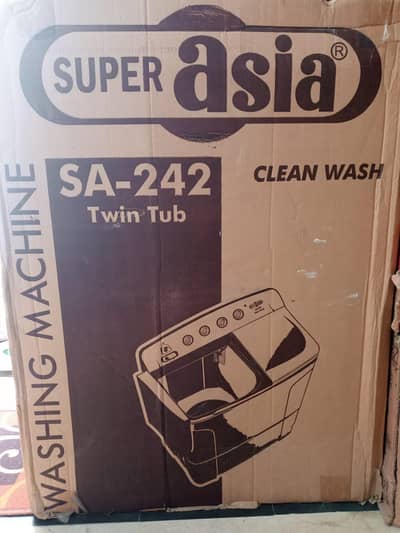 SUPER asia®
WASHING MACHINE
SA-242
Twin Tub
CLEAN WASH